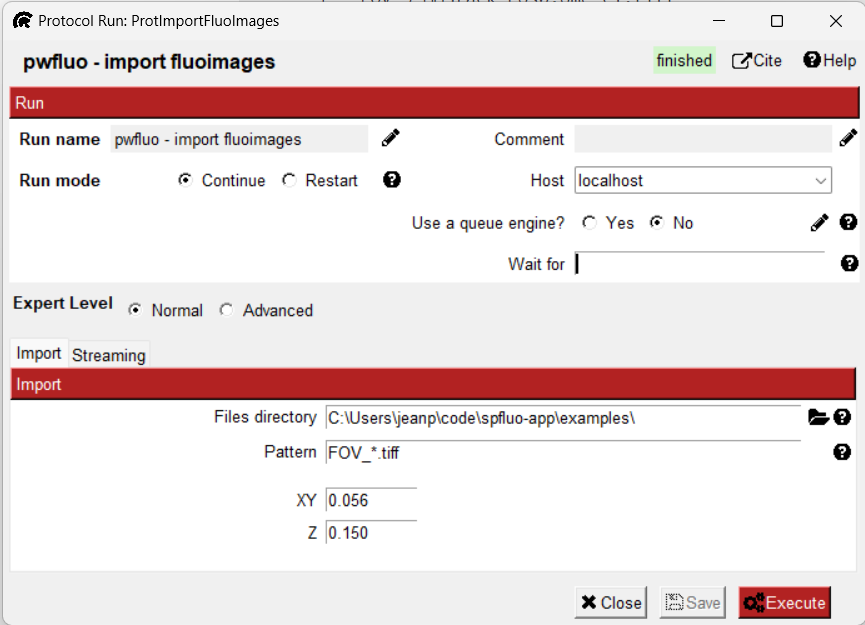 Protocol Run: ProtImportFluoImages
pwfluo - import fluoimages finished Cite Help
Run
Run name pwfluo - import fluoimages Comment
Run mode Continue Restart Host localhost
Use a queue engine? Yes No
Wait for
Expert Level Normal Advanced
Import Streaming
Import
Files directory C:\Users\jeanp\code\spfluo-app\examples\
Pattern FOV_*.tiff
XY 0.056
Z 0.150
Close Save Execute